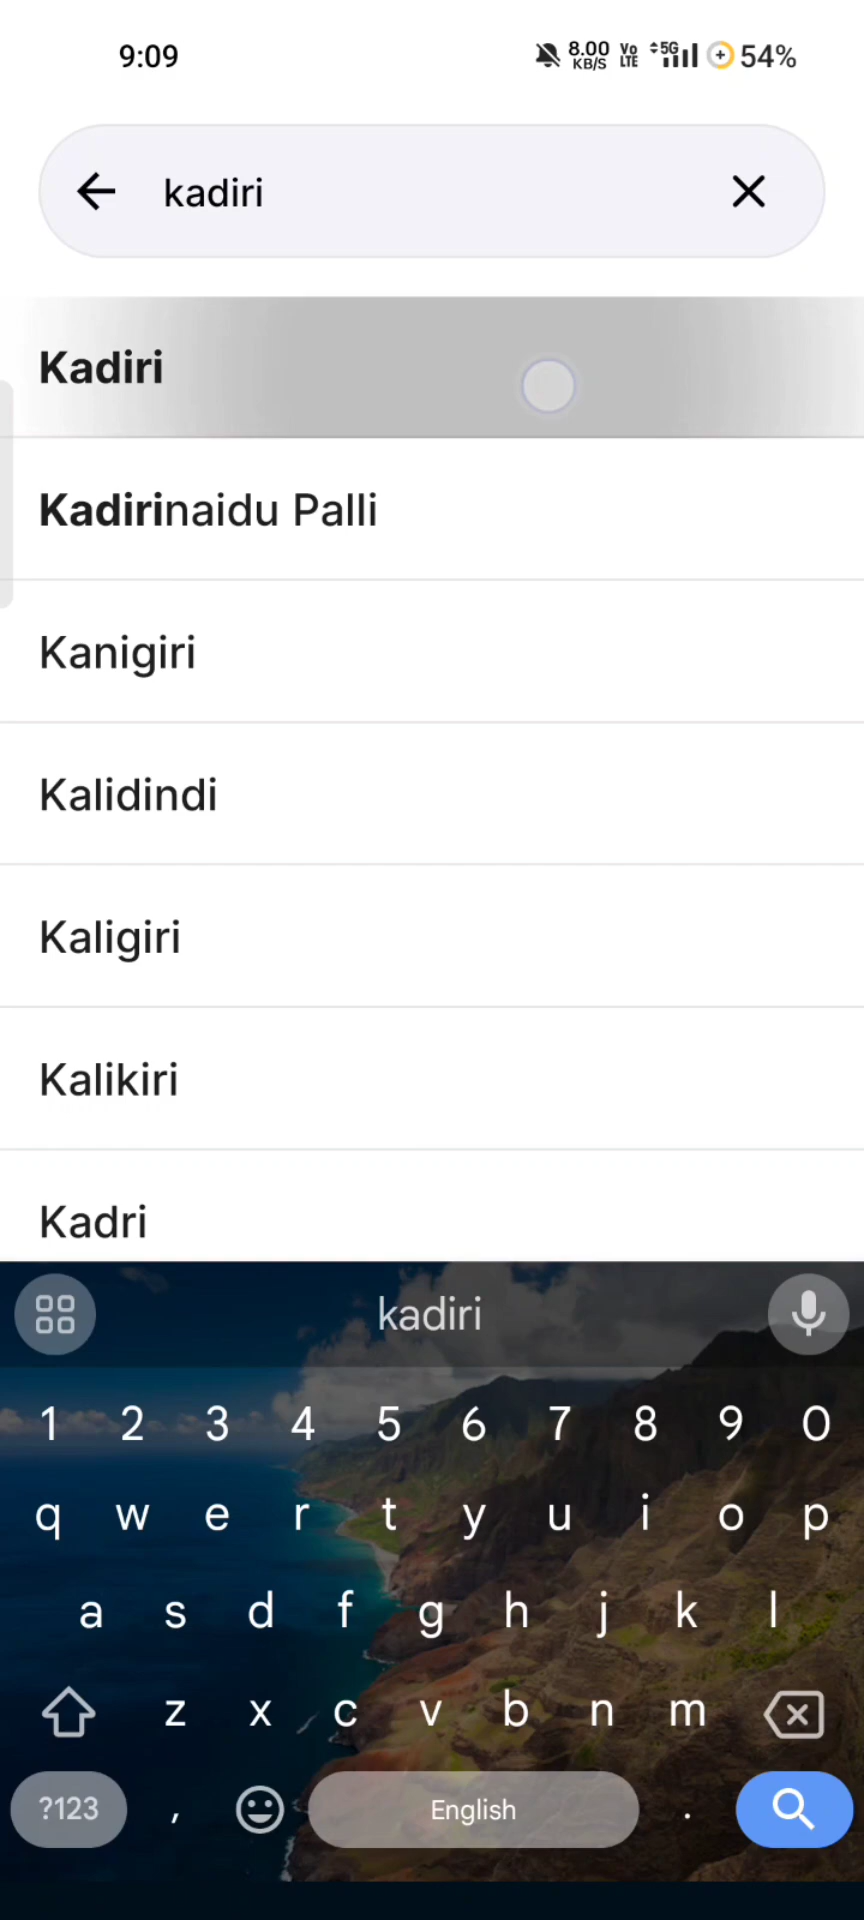 9:09
8.00 KB/S Vo LTE 5G 54%
kadiri
Kadiri
Kadirinaidu Palli
Kanigiri
Kalidindi
Kaligiri
Kalikiri
Kadri
kadiri
1 2 3 4 5 6 7 8 9 0
q w e r t y u i o p
a s d f g h j k l
z x c v b n m
?123 , English .